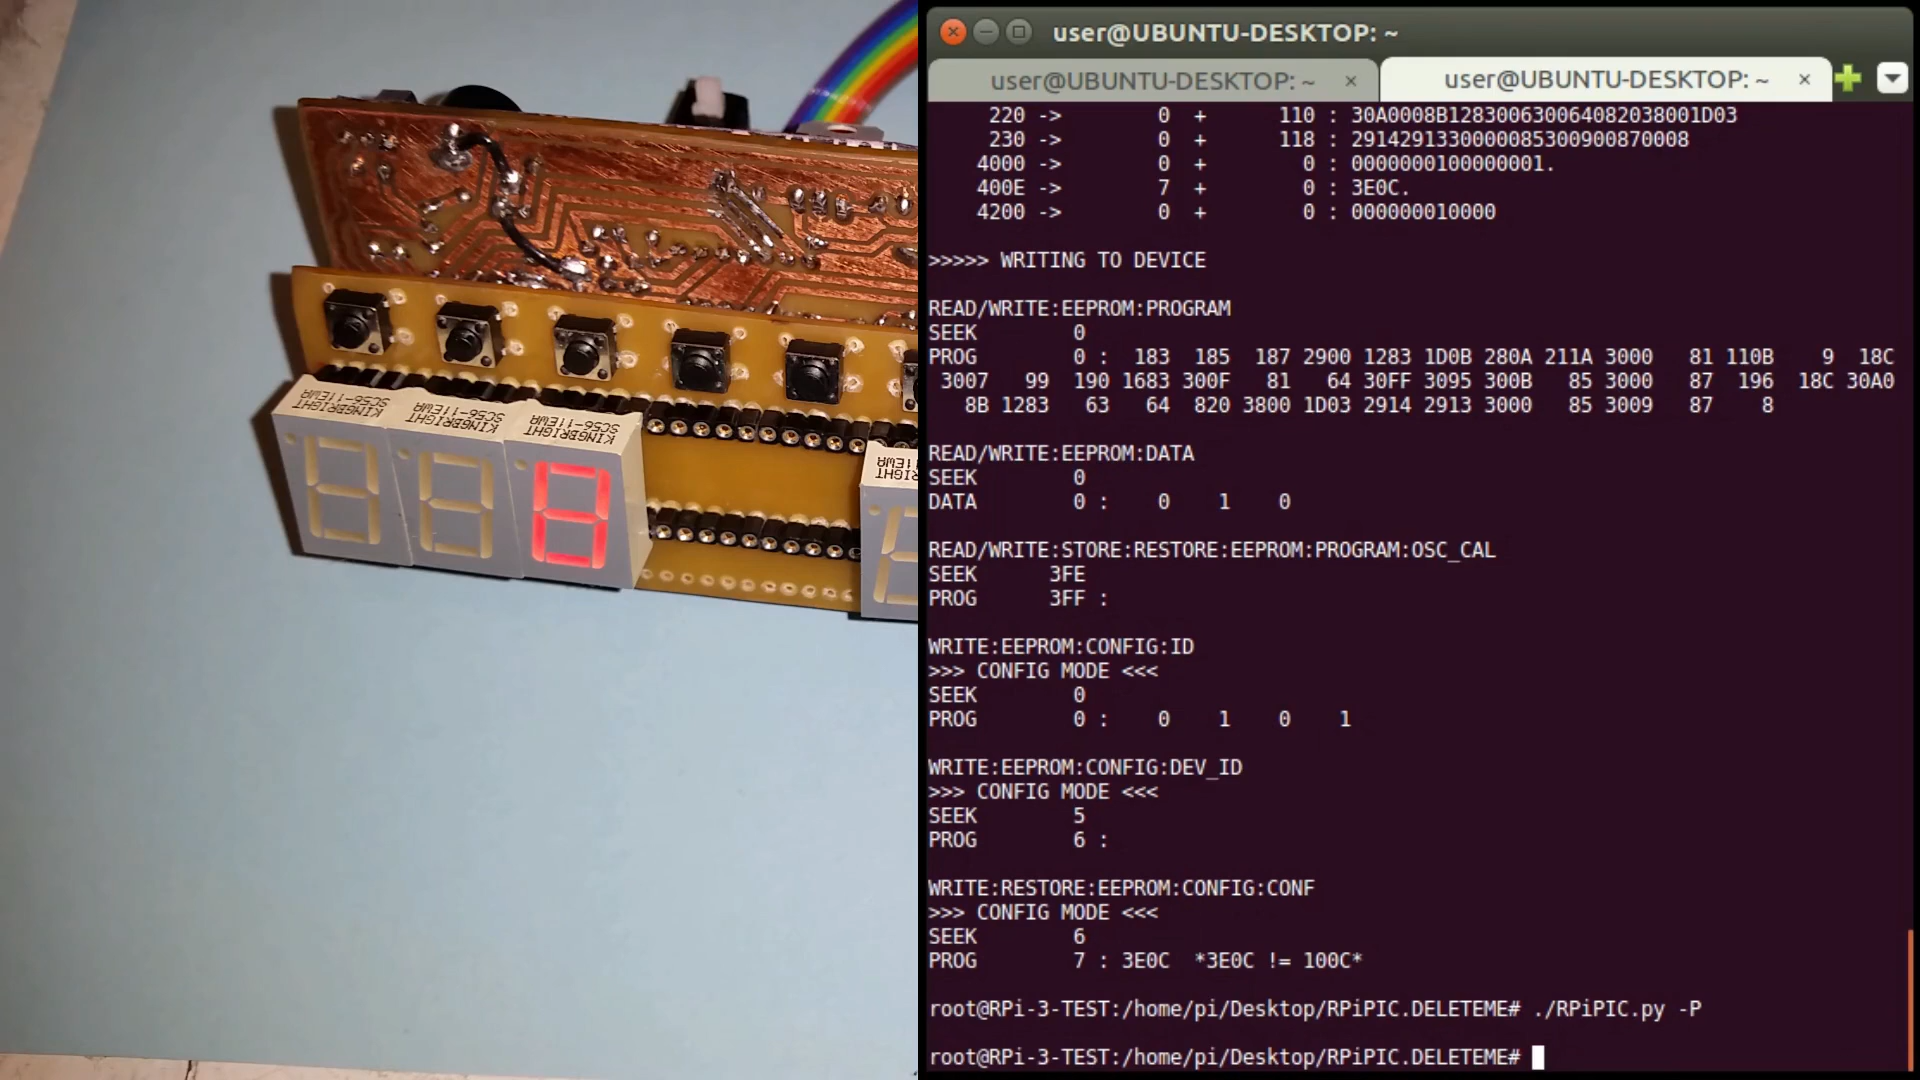 KINGBRIGHT
SC56-11EWA
KINGBRIGHT
SC56-11EWA
KINGBRIGHT
SC56-11EWA
user@UBUNTU-DESKTOP: ~
user@UBUNTU-DESKTOP: ~ × user@UBUNTU-DESKTOP: ~ ×
220 -> 0 + 110 : 30A0008B128300630064082038001D03
230 -> 0 + 118 : 2914291330000085300900870008
4000 -> 0 + 0 : 0000000100000001.
400E -> 7 + 0 : 3E0C.
4200 -> 0 + 0 : 000000010000
>>>>> WRITING TO DEVICE
READ/WRITE:EEPROM:PROGRAM
SEEK 0
PROG 0 : 183 185 187 2900 1283 1D0B 280A 211A 3000 81 110B 9 18C
3007 99 190 1683 300F 81 64 30FF 3095 300B 85 3000 87 196 18C 30A0
8B 1283 63 64 820 3800 1D03 2914 2913 3000 85 3009 87 8
READ/WRITE:EEPROM:DATA
SEEK 0
DATA 0 : 0 1 0
READ/WRITE:STORE:RESTORE:EEPROM:PROGRAM:OSC_CAL
SEEK 3FE
PROG 3FF :
WRITE:EEPROM:CONFIG:ID
>>> CONFIG MODE <<<
SEEK 0
PROG 0 : 0 1 0 1
WRITE:EEPROM:CONFIG:DEV_ID
>>> CONFIG MODE <<<
SEEK 5
PROG 6 :
WRITE:RESTORE:EEPROM:CONFIG:CONF
>>> CONFIG MODE <<<
SEEK 6
PROG 7 : 3E0C *3E0C != 100C*
root@RPi-3-TEST:/home/pi/Desktop/RPiPIC.DELETEME# ./RPiPIC.py -P
root@RPi-3-TEST:/home/pi/Desktop/RPiPIC.DELETEME#